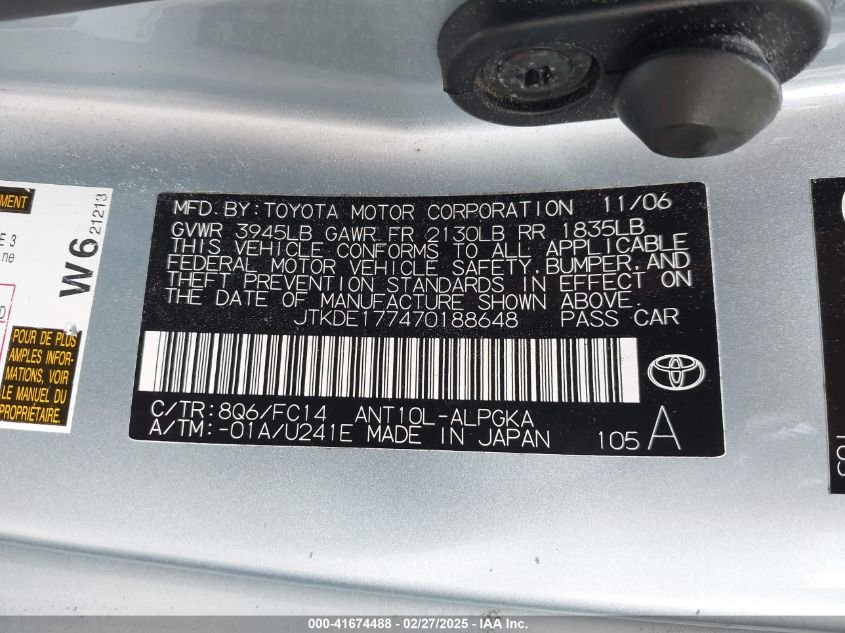 MFD. BY: TOYOTA MOTOR CORPORATION 11/06
GVWR 3945LB GAWR FR 2130LB RR 1835LB
THIS VEHICLE CONFORMS TO ALL APPLICABLE
FEDERAL MOTOR VEHICLE SAFETY, BUMPER, AND
THEFT PREVENTION STANDARDS IN EFFECT ON
THE DATE OF MANUFACTURE SHOWN ABOVE.
JTKDE177470188648 PASS CAR
C/TR: 8Q6/FC14 ANT10L-ALPGKA
A/TM: -01A/U241E MADE IN JAPAN 105 A
W6 21213
E 3
ne
D
POUR DE PLUS
AMPLES INFOR-
MATIONS, VOIR
LE MANUEL DU
PROPRIÉTAIRE.
000-41674488 - 02/27/2025 - IAA Inc.